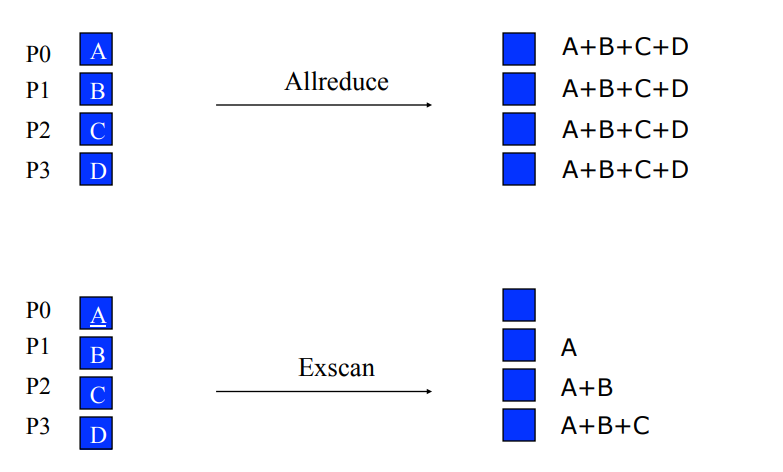 P0 A A+B+C+D
P1 B Allreduce A+B+C+D
P2 C A+B+C+D
P3 D A+B+C+D
P0 A
P1 B A
P2 C Exscan A+B
P3 D A+B+C